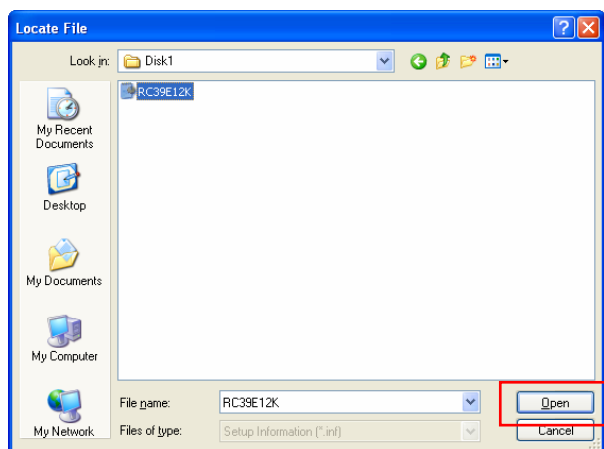 Locate File
Look in: Disk1
RC39E12K
My Recent
Documents
Desktop
My Documents
My Computer
My Network
File name: RC39E12K Open
Files of type: Setup Information (*.inf) Cancel